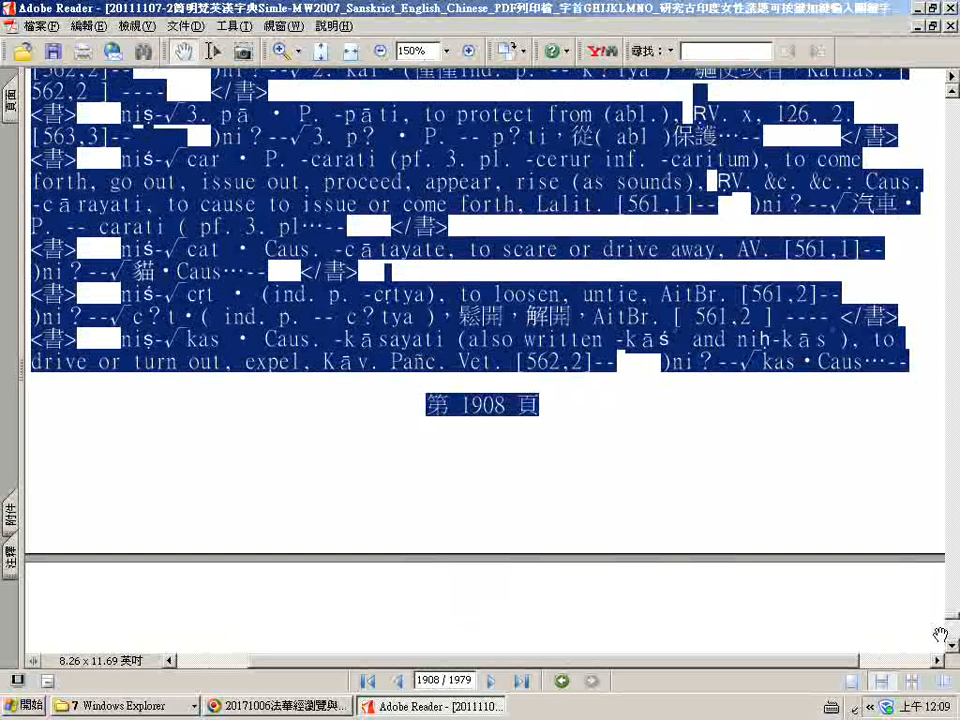 Adobe Reader - [20111107-2簡明梵英漢字典Simle-MW2007_Sanskrict_English_Chinese_PDF列印檔_字首GHIJKLMNO_研究古印度女性議題可按
檔案(F) 編輯(E) 檢視(V) 文件(D) 工具(T) 視窗(W) 說明(H)
150% 尋找：
頁面
562,2 ] ---- </書>
<書> niṣ-√ 3. pā • P. -pāti, to protect from (abl.), ṚV. x, 126, 2.
[563,3]-- )ni？--√ 3. p？ • P. -- p？ti，從( abl )保護…-- </書>
<書> niś-√ car • P. -carati (pf. 3. pl. -cerur inf. -caritum), to come
forth, go out, issue out, proceed, appear, rise (as sounds), ṚV. &c. &c.: Caus.
-cārayati, to cause to issue or come forth, Lalit. [561,1]-- )ni？--√ 汽車•
P. -- carati ( pf. 3. pl…-- </書>
<書> niś-√ cat • Caus. -cātayate, to scare or drive away, AV. [561,1]--
)ni？--√ 貓•Caus…-- </書>
<書> niś-√ cṛt • (ind. p. -cṛtya), to loosen, untie, AitBr. [561,2]--
)ni？--√ c？t•( ind. p. -- c？tya )，鬆開，解開，AitBr. [ 561,2 ] ---- </書>
<書> niṣ-√ kas • Caus. -kāsayati (also written -kāś and niḥ-kās ), to
drive or turn out, expel, Kāv. Pañc. Vet. [562,2]-- )ni？--√ kas•Caus…--
第 1908 頁
附件
注釋
8.26 x 11.69 英吋
1908 / 1979
開始 7 Windows Explorer 20171006法華經瀏覽與... Adobe Reader - [2011110... 上午 12:09